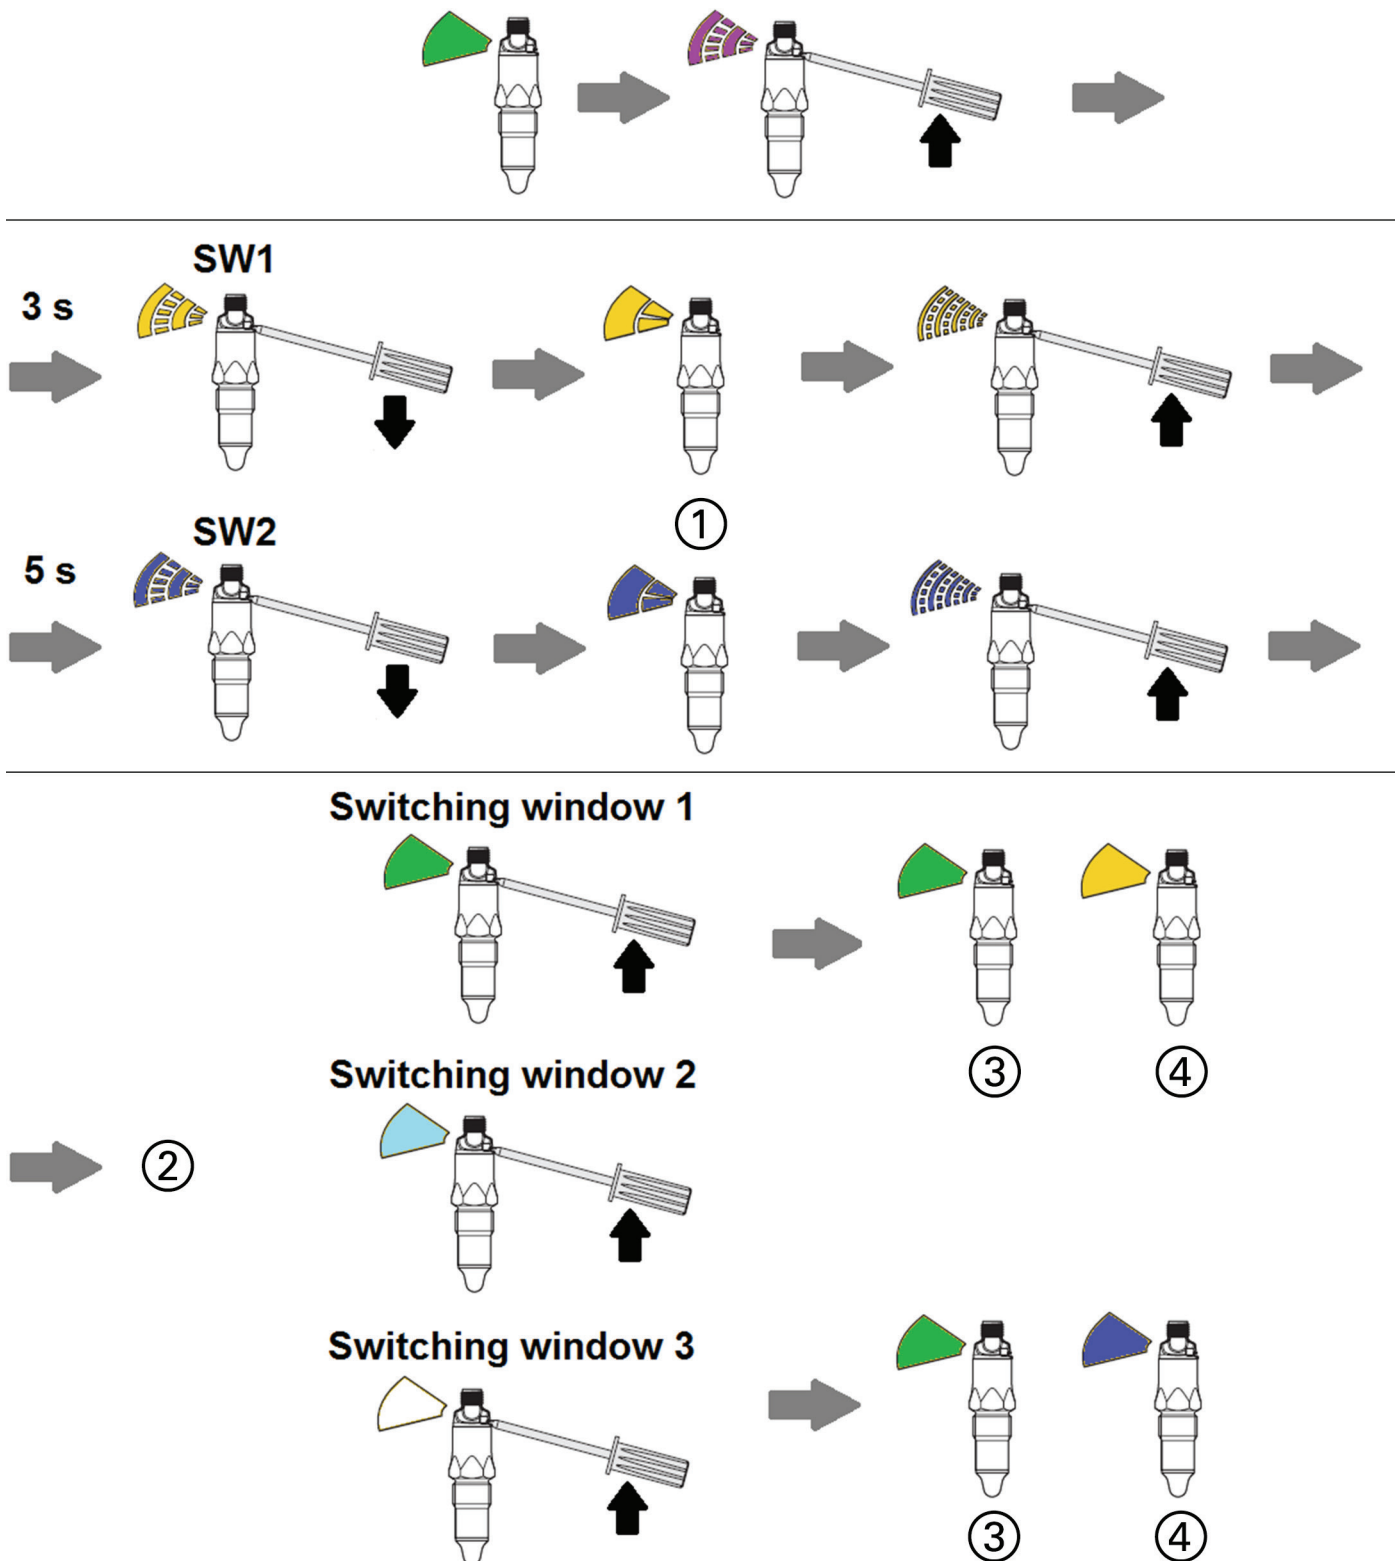 SW1
3 s
①
SW2
5 s
Switching window 1
③ ④
Switching window 2
②
Switching window 3
③ ④